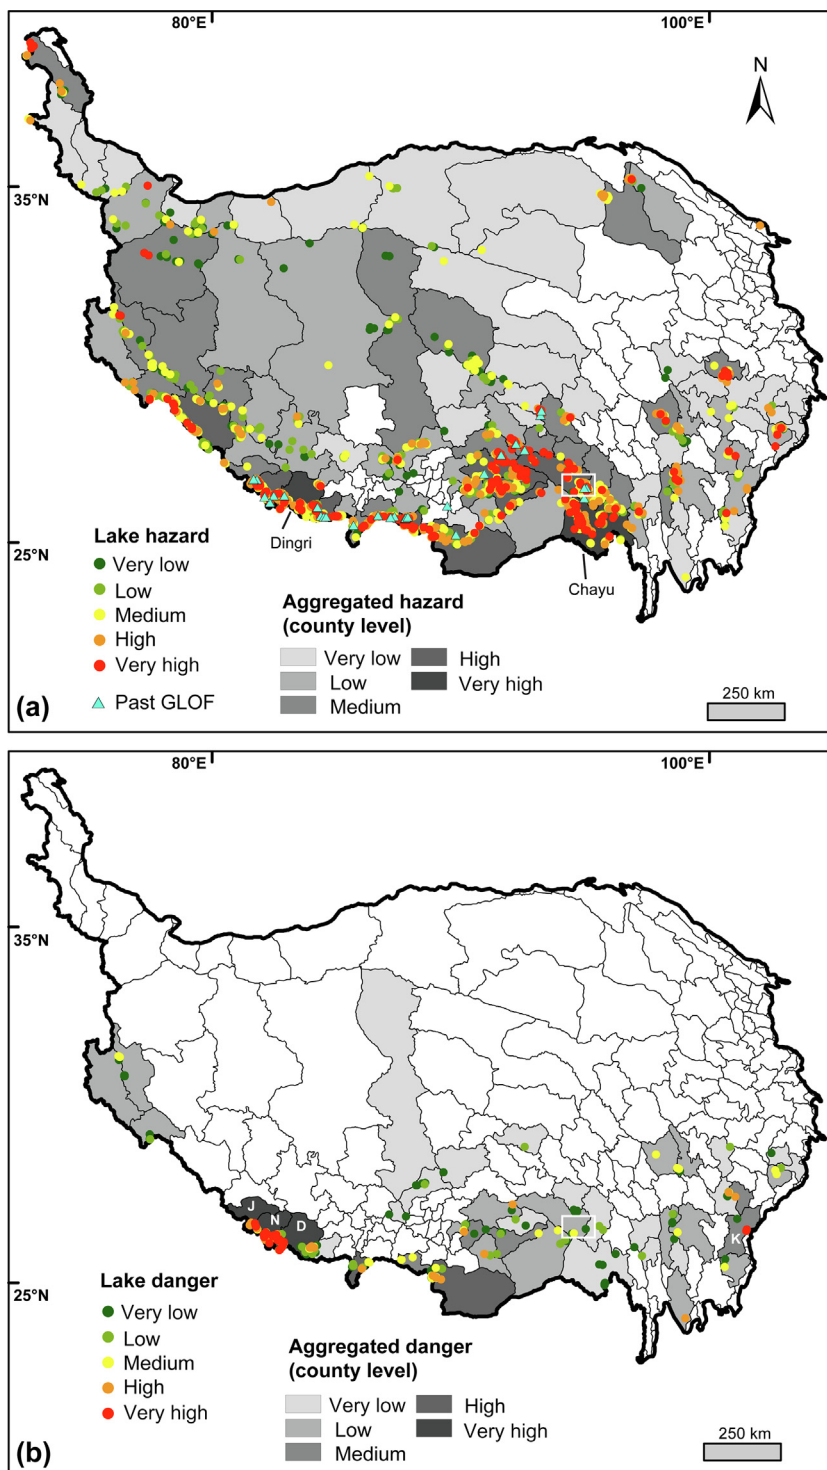 80°E 100°E
N
35°N
25°N
Dingri
Chayu
Lake hazard
Very low
Low
Medium
High
Very high
Past GLOF
Aggregated hazard
(county level)
Very low High
Low Very high
Medium
250 km
(a)
80°E 100°E
35°N
J
N
D
K
25°N
Lake danger
Very low
Low
Medium
High
Very high
Aggregated danger
(county level)
Very low High
Low Very high
Medium
250 km
(b)